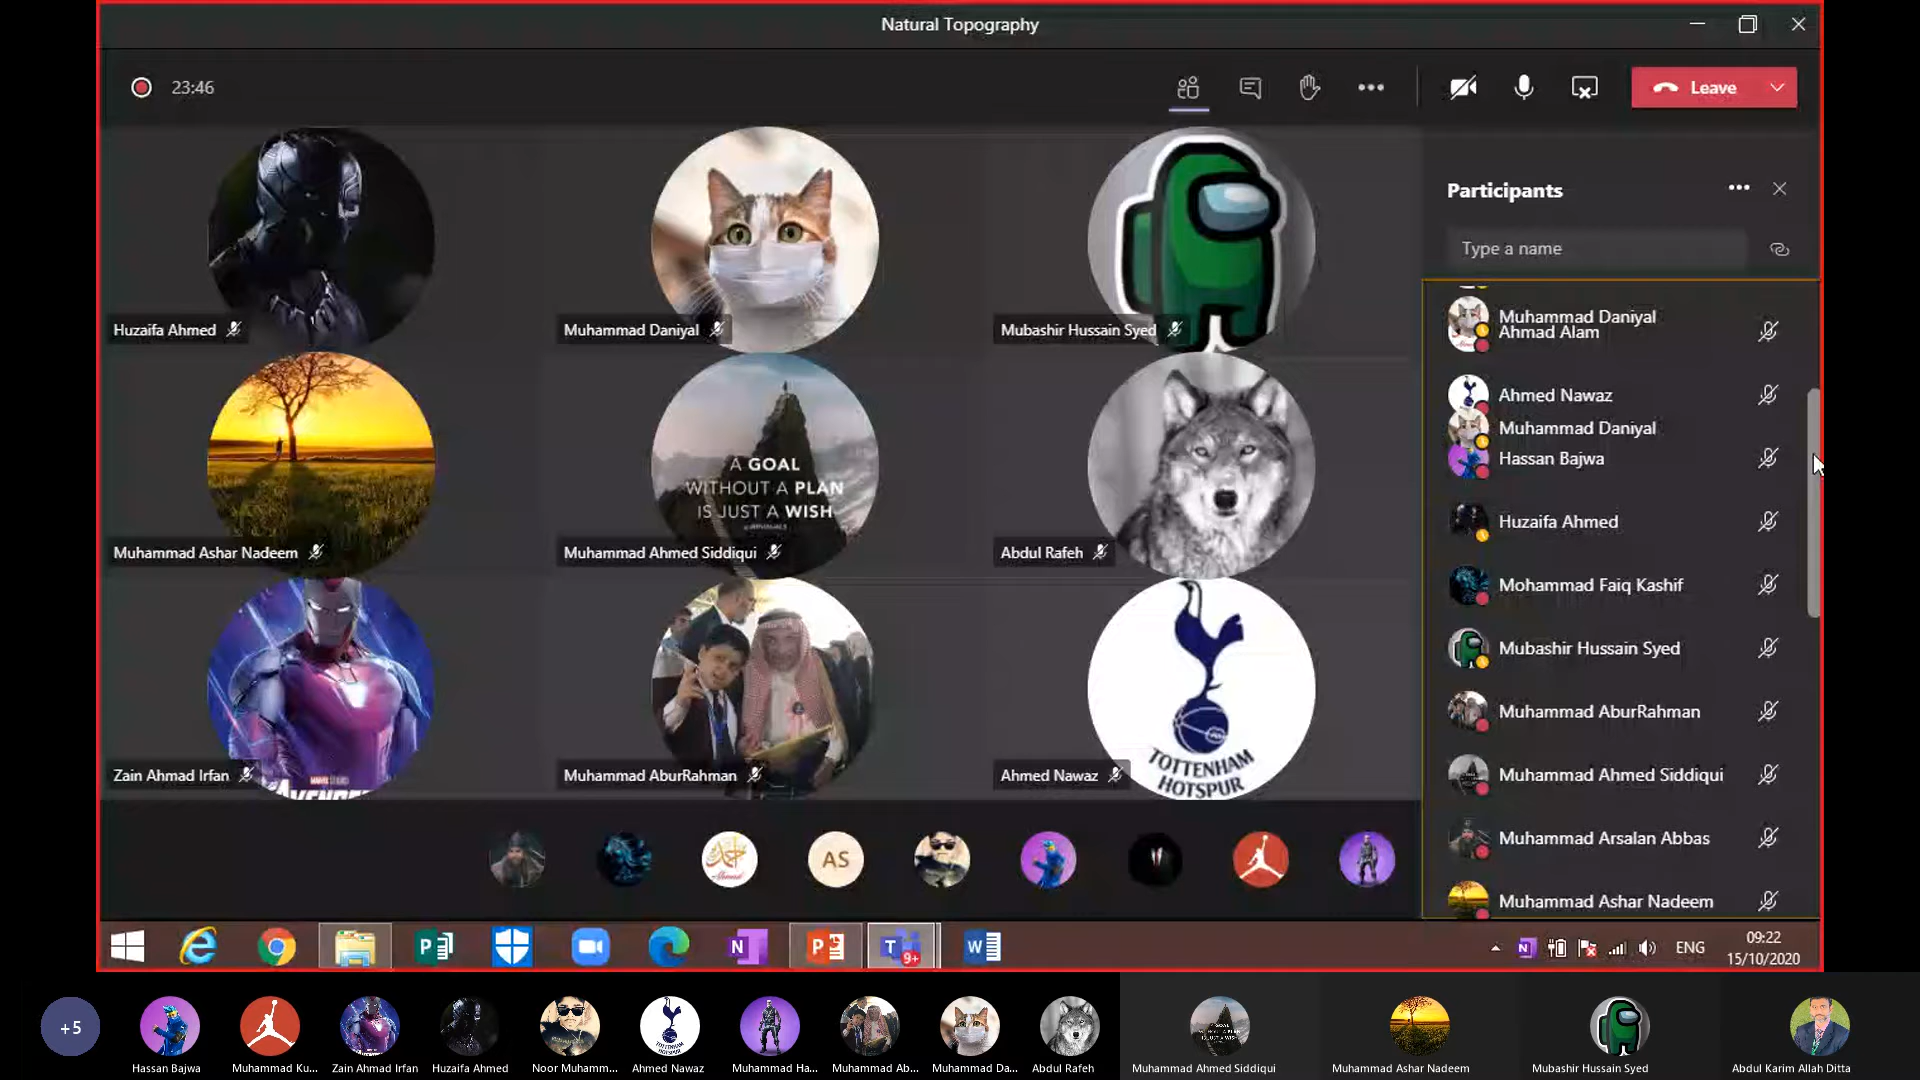 Natural Topography
23:46
Leave
Participants
Type a name
Muhammad Daniyal
Ahmad Alam
Ahmed Nawaz
Muhammad Daniyal
Hassan Bajwa
Huzaifa Ahmed
Mohammad Faiq Kashif
Mubashir Hussain Syed
Muhammad AburRahman
Muhammad Ahmed Siddiqui
Muhammad Arsalan Abbas
Muhammad Ashar Nadeem
Huzaifa Ahmed
Muhammad Daniyal
Mubashir Hussain Syed
A GOAL
WITHOUT A PLAN
IS JUST A WISH
Muhammad Ashar Nadeem
Muhammad Ahmed Siddiqui
Abdul Rafeh
TOTTENHAM
HOTSPUR
Zain Ahmad Irfan
Muhammad AburRahman
Ahmed Nawaz
AS
9+
ENG
09:22
15/10/2020
+5
Hassan Bajwa
Muhammad Ku...
Zain Ahmad Irfan
Huzaifa Ahmed
Noor Muhamm...
Ahmed Nawaz
Muhammad Ha...
Muhammad Ab...
Muhammad Da...
Abdul Rafeh
Muhammad Ahmed Siddiqui
Muhammad Ashar Nadeem
Mubashir Hussain Syed
Abdul Karim Allah Ditta